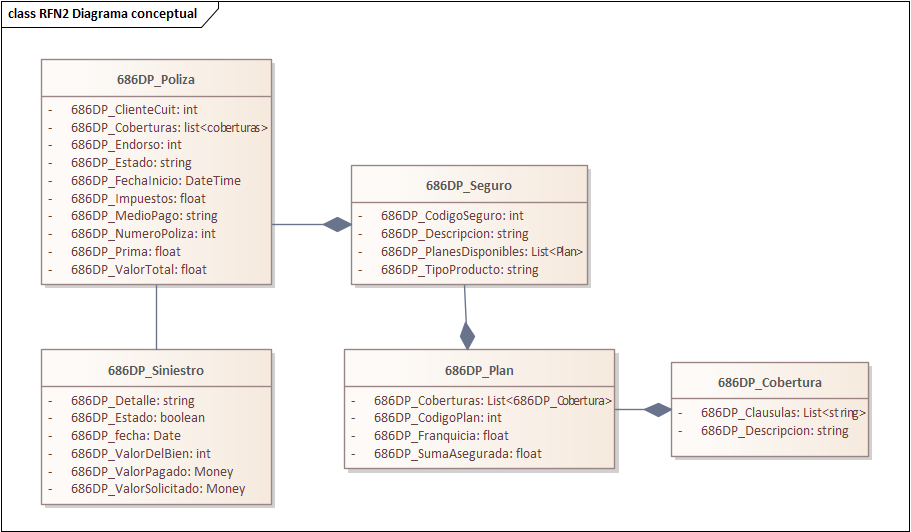 class RFN2 Diagrama conceptual
686DP_Poliza
- 686DP_ClienteCuit: int
- 686DP_Coberturas: list<coberturas>
- 686DP_Endorso: int
- 686DP_Estado: string
- 686DP_FechaInicio: DateTime
- 686DP_Impuestos: float
- 686DP_MedioPago: string
- 686DP_NumeroPoliza: int
- 686DP_Prima: float
- 686DP_ValorTotal: float
686DP_Seguro
- 686DP_CodigoSeguro: int
- 686DP_Descripcion: string
- 686DP_PlanesDisponibles: List<Plan>
- 686DP_TipoProducto: string
686DP_Siniestro
- 686DP_Detalle: string
- 686DP_Estado: boolean
- 686DP_fecha: Date
- 686DP_ValorDelBien: int
- 686DP_ValorPagado: Money
- 686DP_ValorSolicitado: Money
686DP_Plan
- 686DP_Coberturas: List<686DP_Cobertura>
- 686DP_CodigoPlan: int
- 686DP_Franquicia: float
- 686DP_SumaAsegurada: float
686DP_Cobertura
- 686DP_Clausulas: List<string>
- 686DP_Descripcion: string